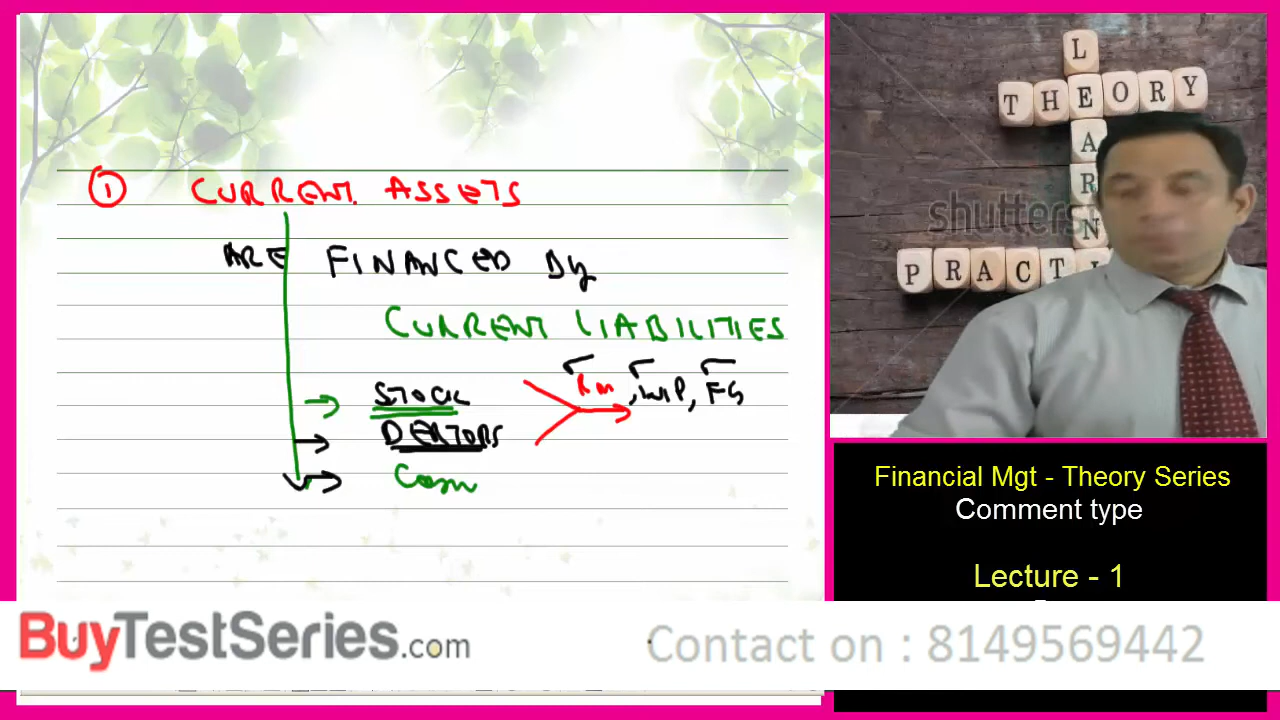 ① CURRENT ASSETS
ARE FINANCED By
CURRENT LIABILITIES
STOCK
RM, WIP, FG
DEBTORS
Cash
L
THEORY
A
R
N
PRACTI
shutters
Financial Mgt - Theory Series
Comment type
Lecture - 1
BuyTestSeries.com
Contact on : 8149569442